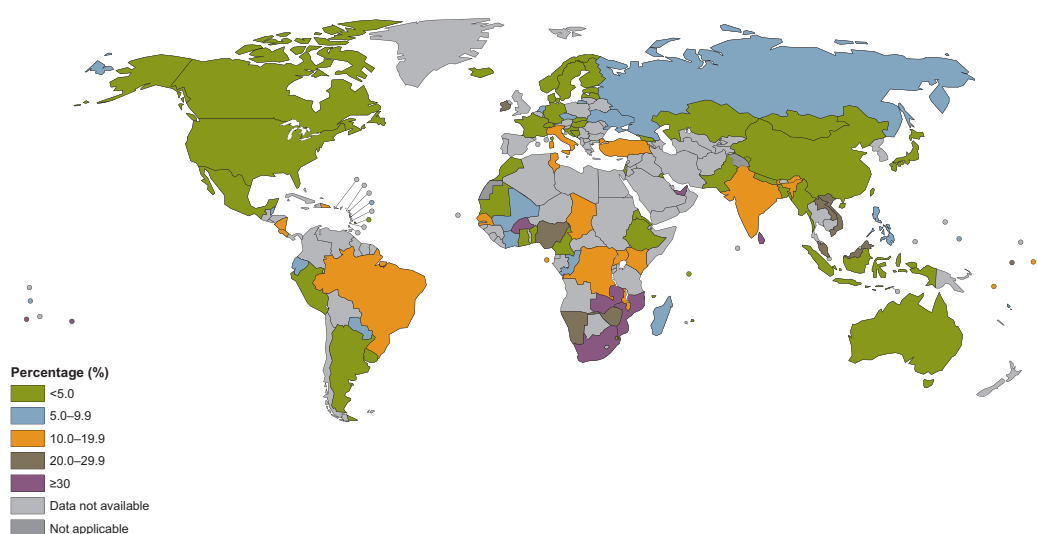 Percentage (%)
<5.0
5.0–9.9
10.0–19.9
20.0–29.9
≥30
Data not available
Not applicable